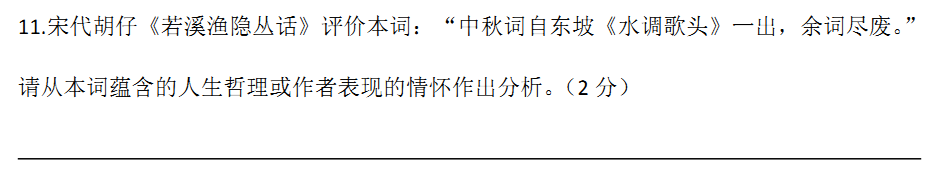 11.宋代胡仔《若溪渔隐丛话》评价本词：“中秋词自东坡《水调歌头》一出，余词尽废。”
请从本词蕴含的人生哲理或作者表现的情怀作出分析。（2 分）